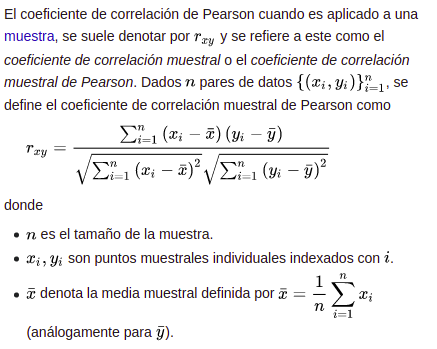 El coeficiente de correlación de Pearson cuando es aplicado a una
muestra, se suele denotar por r_{xy} y se refiere a este como el
coeficiente de correlación muestral o el coeficiente de correlación
muestral de Pearson. Dados n pares de datos {(x_i, y_i)}_{i=1}^n, se
define el coeficiente de correlación muestral de Pearson como
r_{xy} = \frac{\sum_{i=1}^n (x_i - \bar{x})(y_i - \bar{y})}{\sqrt{\sum_{i=1}^n (x_i - \bar{x})^2}\sqrt{\sum_{i=1}^n (y_i - \bar{y})^2}}
donde
• n es el tamaño de la muestra.
• x_i, y_i son puntos muestrales individuales indexados con i.
• \bar{x} denota la media muestral definida por \bar{x} = \frac{1}{n} \sum_{i=1}^n x_i
(análogamente para \bar{y}).